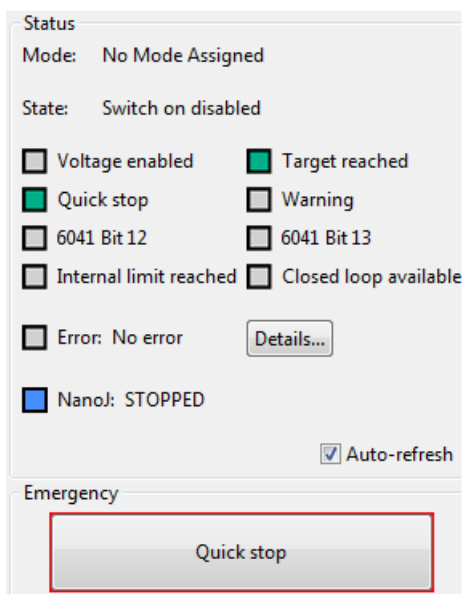 Status
Mode: No Mode Assigned
State: Switch on disabled
Voltage enabled Target reached
Quick stop Warning
6041 Bit 12 6041 Bit 13
Internal limit reached Closed loop available
Error: No error Details...
NanoJ: STOPPED
Auto-refresh
Emergency
Quick stop